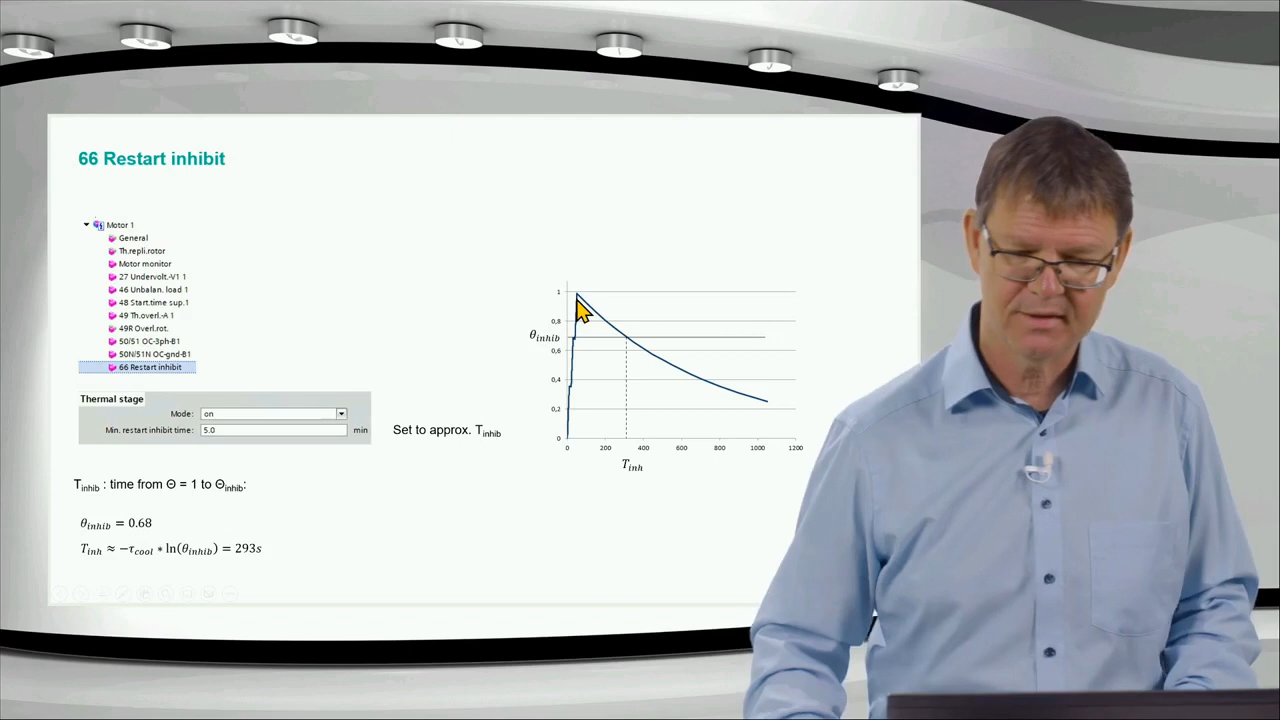 66 Restart inhibit
Motor 1
General
Th.repli.rotor
Motor monitor
27 Undervolt.-V1 1
46 Unbalan. load 1
48 Start.time sup.1
49 Th.overl.-A 1
49R Overl.rot.
50/51 OC-3ph-B1
50N/51N OC-gnd-B1
66 Restart inhibit
Thermal stage
Mode: on
Min. restart inhibit time: 5.0 min
Set to approx. Tinhib
Tinhib : time from Θ = 1 to Θinhib:
θinhib = 0.68
Tinh ≈ −τcool ∗ ln(θinhib) = 293s
1
0,8
θinhib
0,6
0,4
0,2
0
0 200 400 600 800 1000 1200
Tinh